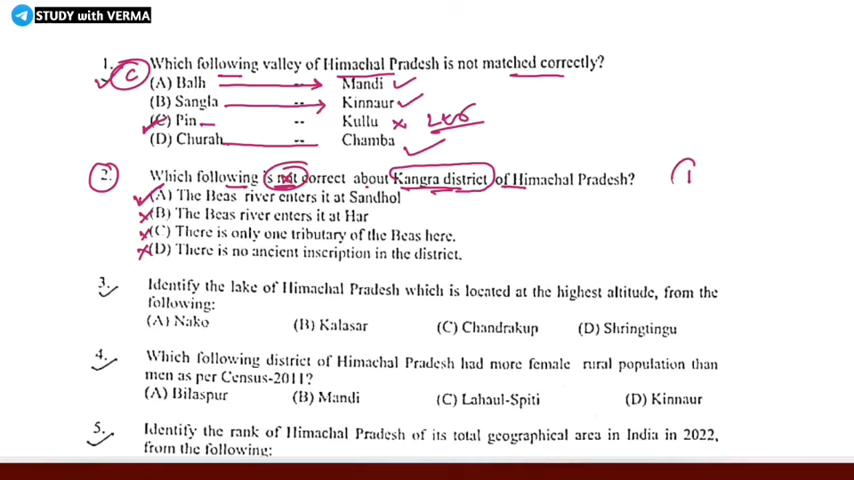 STUDY with VERMA
1. Which following valley of Himachal Pradesh is not matched correctly?
C
(A) Balh -- Mandi
(B) Sangla -- Kinnaur
(C) Pin -- Kullu
(D) Churah -- Chamba
2. Which following is not correct about Kangra district of Himachal Pradesh?
(A) The Beas river enters it at Sandhol
(B) The Beas river enters it at Har
(C) There is only one tributary of the Beas here.
(D) There is no ancient inscription in the district.
3. Identify the lake of Himachal Pradesh which is located at the highest altitude, from the
following:
(A) Nako (B) Kalasar (C) Chandrakup (D) Shringtingu
4. Which following district of Himachal Pradesh had more female rural population than
men as per Census-2011?
(A) Bilaspur (B) Mandi (C) Lahaul-Spiti (D) Kinnaur
5. Identify the rank of Himachal Pradesh of its total geographical area in India in 2022,
from the following: